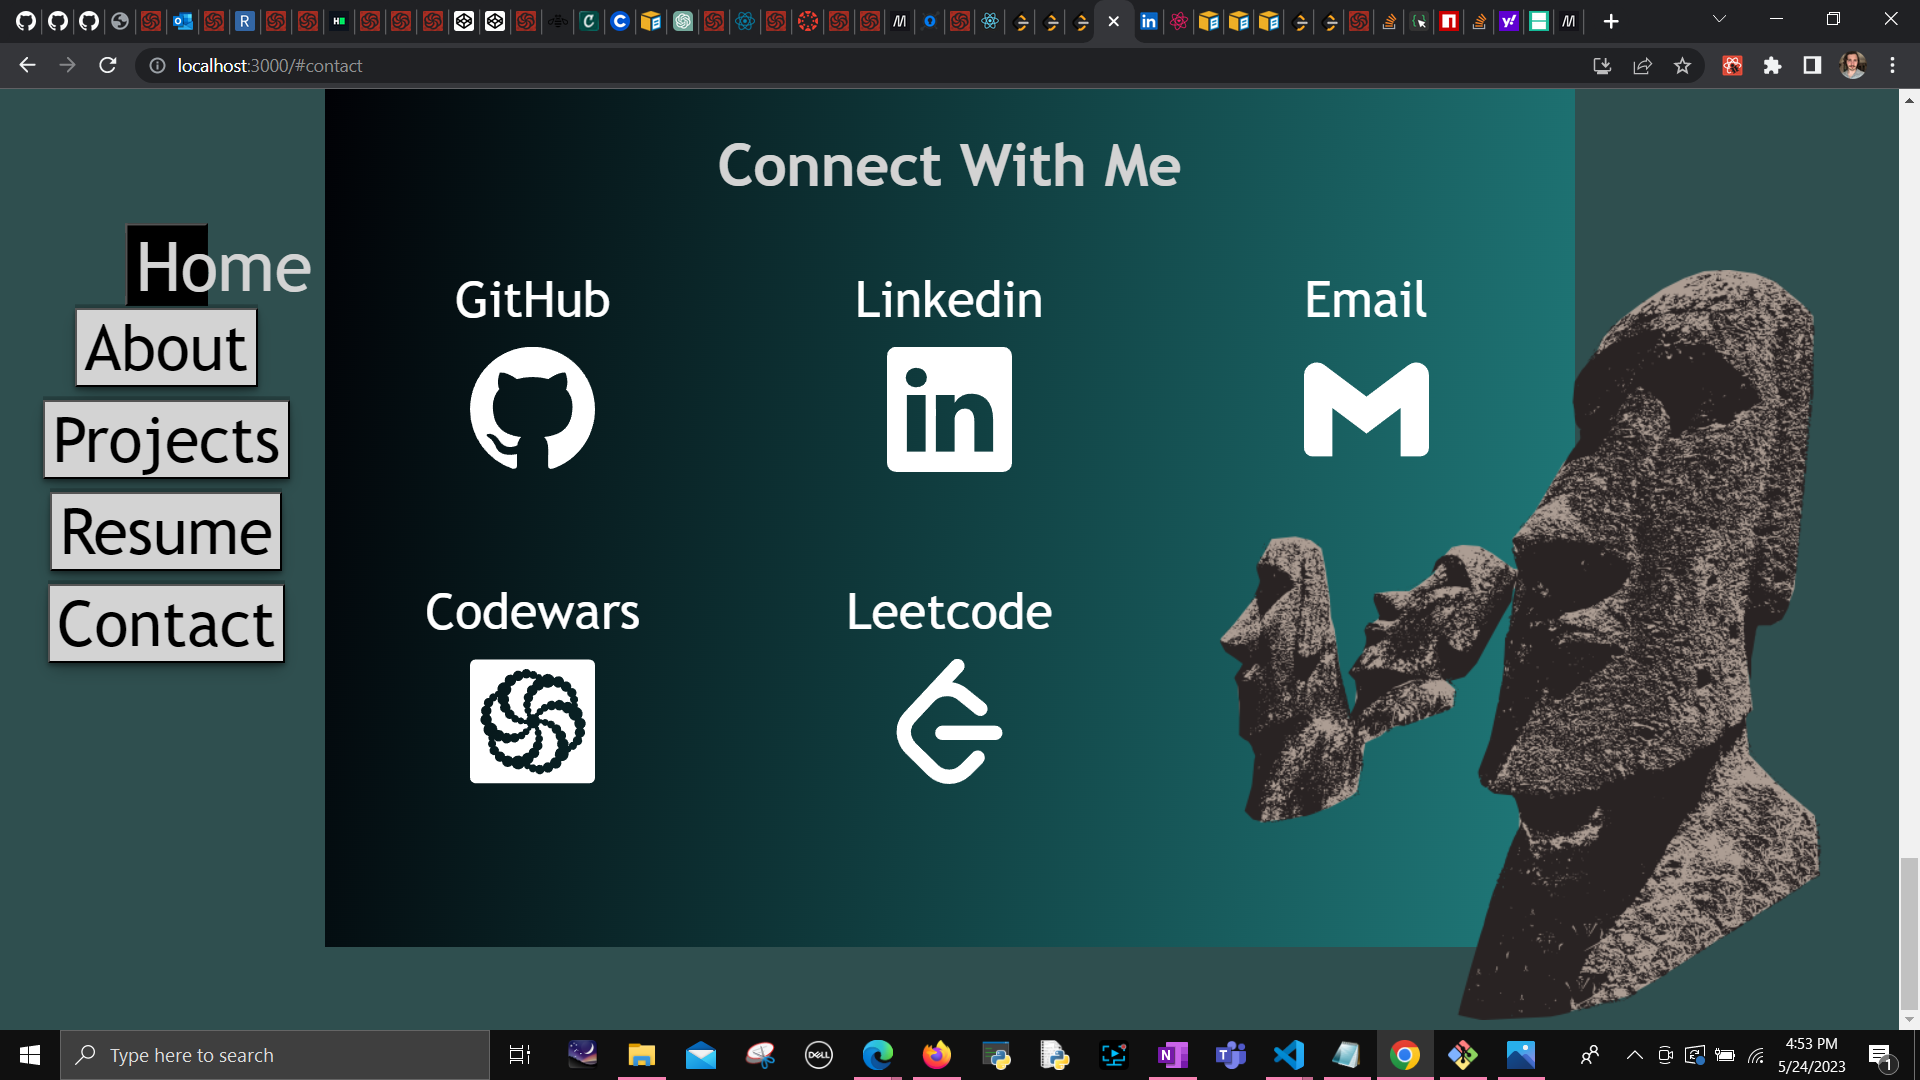 localhost:3000/#contact
Connect With Me
Home
About
Projects
Resume
Contact
GitHub
Linkedin
Email
Codewars
Leetcode
Type here to search
4:53 PM
5/24/2023
1